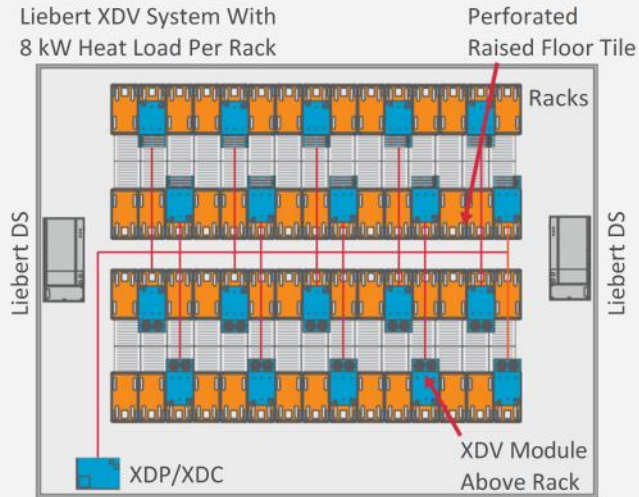 Liebert XDV System With
8 kW Heat Load Per Rack
Perforated
Raised Floor Tile
Racks
Liebert DS
Liebert DS
XDP/XDC
XDV Module
Above Rack